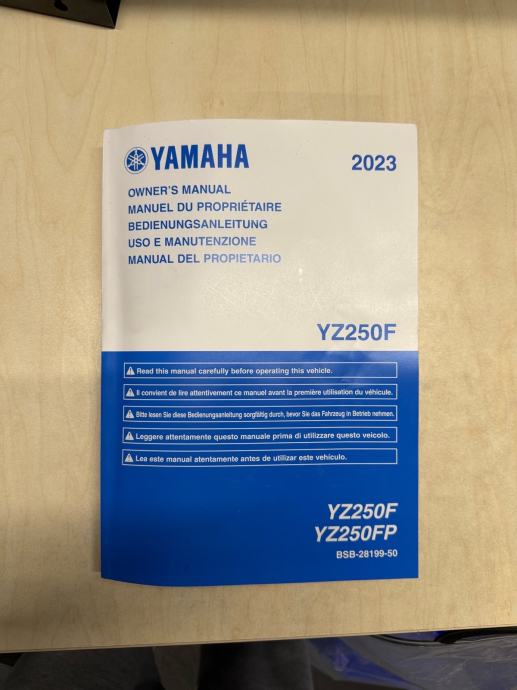 YAMAHA
2023
OWNER'S MANUAL
MANUEL DU PROPRIÉTAIRE
BEDIENUNGSANLEITUNG
USO E MANUTENZIONE
MANUAL DEL PROPIETARIO
YZ250F
Read this manual carefully before operating this vehicle.
Il convient de lire attentivement ce manuel avant la première utilisation du véhicule.
Bitte lesen Sie diese Bedienungsanleitung sorgfältig durch, bevor Sie das Fahrzeug in Betrieb nehmen.
Leggere attentamente questo manuale prima di utilizzare questo veicolo.
Lea este manual atentamente antes de utilizar este vehículo.
YZ250F
YZ250FP
BSB-28199-50